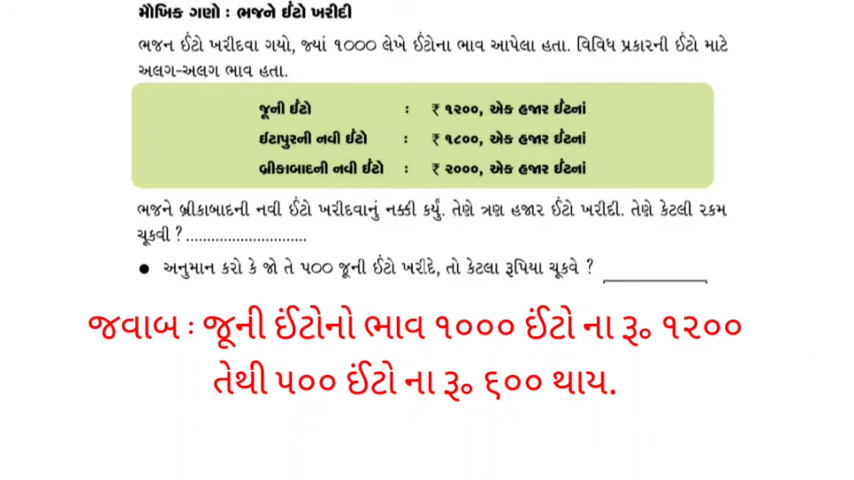 મૌખિક ગણો : ભજને ઈંટો ખરીદી
ભજન ઈંટો ખરીદવા ગયો, જ્યાં ૧૦૦૦ લેખે ઈંટોના ભાવ આપેલા હતા. વિવિધ પ્રકારની ઈંટો માટે
અલગ-અલગ ભાવ હતા.
જૂની ઈંટો : ₹ ૧૨૦૦, એક હજાર ઈંટનાં
ઈંટાપુરની નવી ઈંટો : ₹ ૧૮૦૦, એક હજાર ઈંટનાં
બ્રીકાબાદની નવી ઈંટો : ₹ ૨૦૦૦, એક હજાર ઈંટનાં
ભજને બ્રીકાબાદની નવી ઈંટો ખરીદવાનું નક્કી કર્યું. તેણે ત્રણ હજાર ઈંટો ખરીદી. તેણે કેટલી રકમ
ચૂકવી ?.............................
● અનુમાન કરો કે જો તે ૫૦૦ જૂની ઈંટો ખરીદે, તો કેટલા રૂપિયા ચૂકવે ?
જવાબ : જૂની ઈંટોનો ભાવ ૧૦૦૦ ઈંટો ના રૂ૰ ૧૨૦૦
તેથી ૫૦૦ ઈંટો ના રૂ૰ ૬૦૦ થાય.